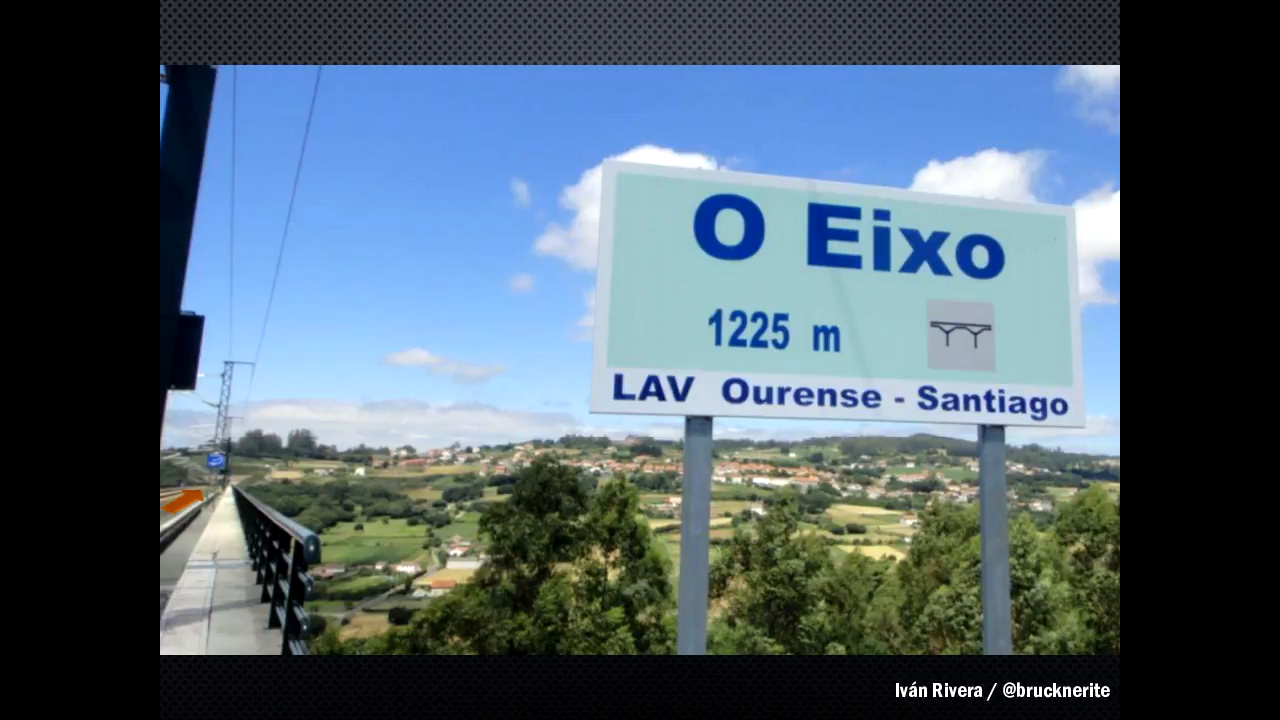 O Eixo
1225 m
LAV Ourense - Santiago
Iván Rivera / @brucknerite